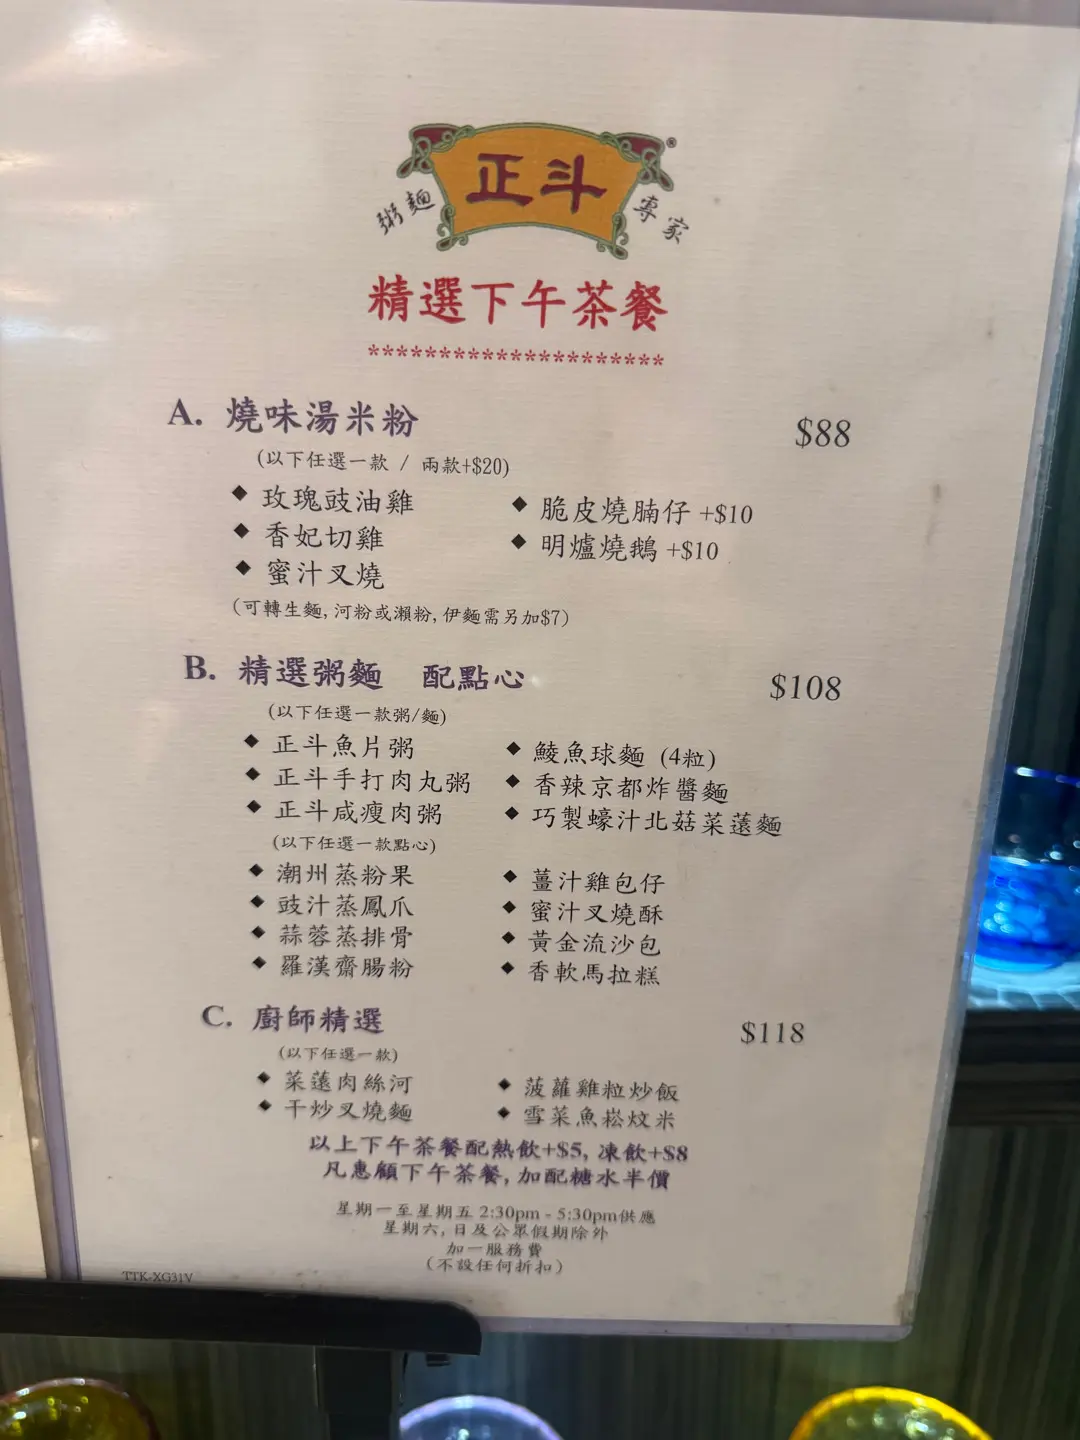 正斗
®
粥麵
專家
精選下午茶餐
*********************
A. 燒味湯米粉 $88
(以下任選一款 / 兩款+$20)
◆ 玫瑰豉油雞 ◆ 脆皮燒腩仔 +$10
◆ 香妃切雞 ◆ 明爐燒鵝 +$10
◆ 蜜汁叉燒
(可轉生麵, 河粉或瀨粉, 伊麵需另加$7)
B. 精選粥麵 配點心 $108
(以下任選一款粥/麵)
◆ 正斗魚片粥 ◆ 鯪魚球麵 (4粒)
◆ 正斗手打肉丸粥 ◆ 香辣京都炸醬麵
◆ 正斗咸瘦肉粥 ◆ 巧製蠔汁北菇菜薳麵
(以下任選一款點心)
◆ 潮州蒸粉果 ◆ 薑汁雞包仔
◆ 豉汁蒸鳳爪 ◆ 蜜汁叉燒酥
◆ 蒜蓉蒸排骨 ◆ 黃金流沙包
◆ 羅漢齋腸粉 ◆ 香軟馬拉糕
C. 廚師精選 $118
(以下任選一款)
◆ 菜薳肉絲河 ◆ 菠蘿雞粒炒飯
◆ 干炒叉燒麵 ◆ 雪菜魚崧炆米
以上下午茶餐配熱飲+$5, 凍飲+$8
凡惠顧下午茶餐, 加配糖水半價
星期一至星期五 2:30pm - 5:30pm供應
星期六, 日及公眾假期除外
加一服務費
(不設任何折扣)
TTK-XG31V